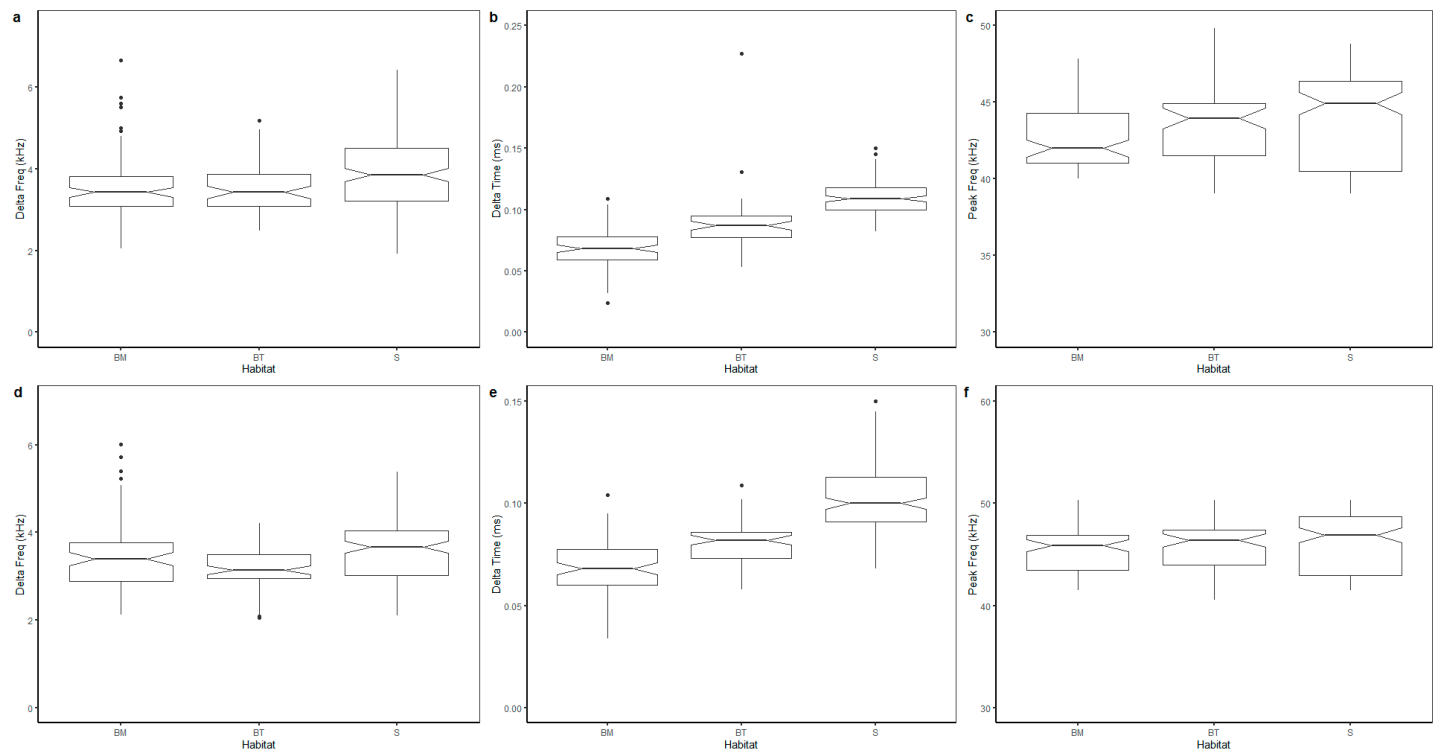 a
Delta Freq (kHz)
6
4
2
0
BM BT S
Habitat
b
Delta Time (ms)
0.25
0.20
0.15
0.10
0.05
0.00
BM BT S
Habitat
c
Peak Freq (kHz)
50
45
40
35
30
BM BT S
Habitat
d
Delta Freq (kHz)
6
4
2
0
BM BT S
Habitat
e
Delta Time (ms)
0.15
0.10
0.05
0.00
BM BT S
Habitat
f
Peak Freq (kHz)
60
50
40
30
BM BT S
Habitat